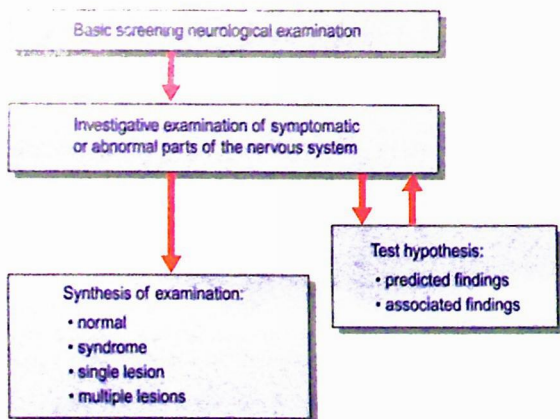 Basic screening neurological examination
Investigative examination of symptomatic
or abnormal parts of the nervous system
Test hypothesis:
• predicted findings
• associated findings
Synthesis of examination:
• normal
• syndrome
• single lesion
• multiple lesions